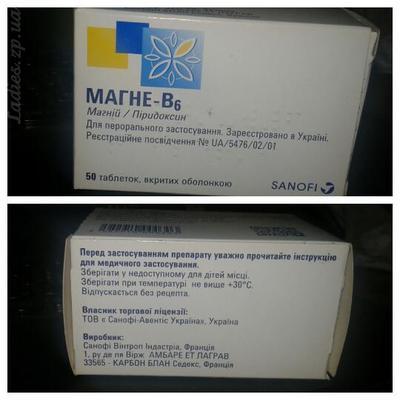 Ladies.zp.ua
МАГНЕ-В6
Магній / Піридоксин
Для перорального застосування. Зареєстровано в Україні.
Реєстраційне посвідчення № UA/5476/02/01
50 таблеток, вкритих оболонкою
SANOFI
Перед застосуванням препарату уважно прочитайте інструкцію
для медичного застосування.
Зберігати у недоступному для дітей місці.
Зберігати при температурі не вище +30°С.
Відпускається без рецепта.
Власник торгової ліцензії:
ТОВ « Санофі-Авентіс Україна», Україна
Виробник:
Санофі Вінтроп Індастріа, Франція
1, ру де ля Вірж АМБАРЕ ЕТ ЛАГРАВ
33565 - КАРБОН БЛАН Седекс, Франція